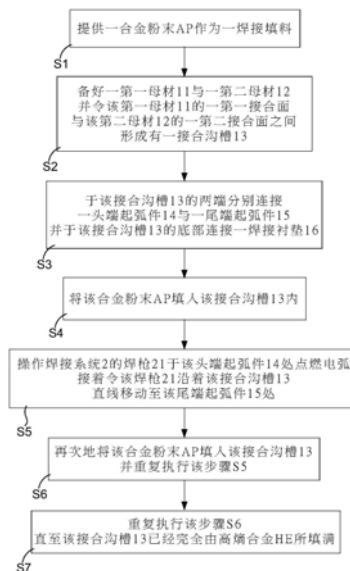 提供一合金粉末AP作为一焊接填料
S1
备好一第一母材11与一第二母材12
并令该第一母材11的一第一接合面
与该第二母材12的一第二接合面之间
形成有一接合沟槽13
S2
于该接合沟槽13的两端分别连接
一头端起弧件14与一尾端起弧件15
并于该接合沟槽13的底部连接一焊接衬垫16
S3
将该合金粉末AP填入该接合沟槽13内
S4
操作焊接系统2的焊枪21于该头端起弧件14处点燃电弧
接着令该焊枪21沿着该接合沟槽13
直线移动至该尾端起弧件15处
S5
再次地将该合金粉末AP填入该接合沟槽13
并重复执行该步骤S5
S6
重复执行该步骤S6
直至该接合沟槽13已经完全由高熵合金HE所填满
S7